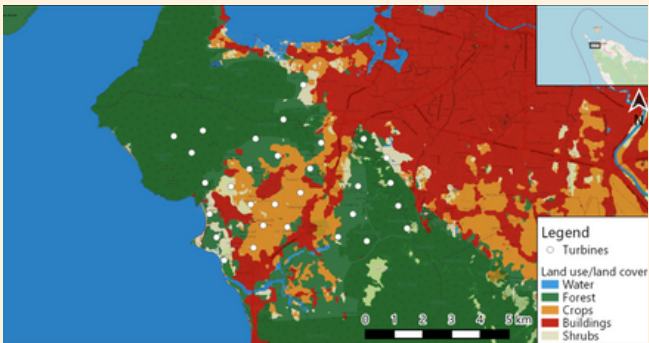 N
Legend
Turbines
Land use/land cover
Water
Forest
Crops
Buildings
Shrubs
0 1 2 3 4 5 km